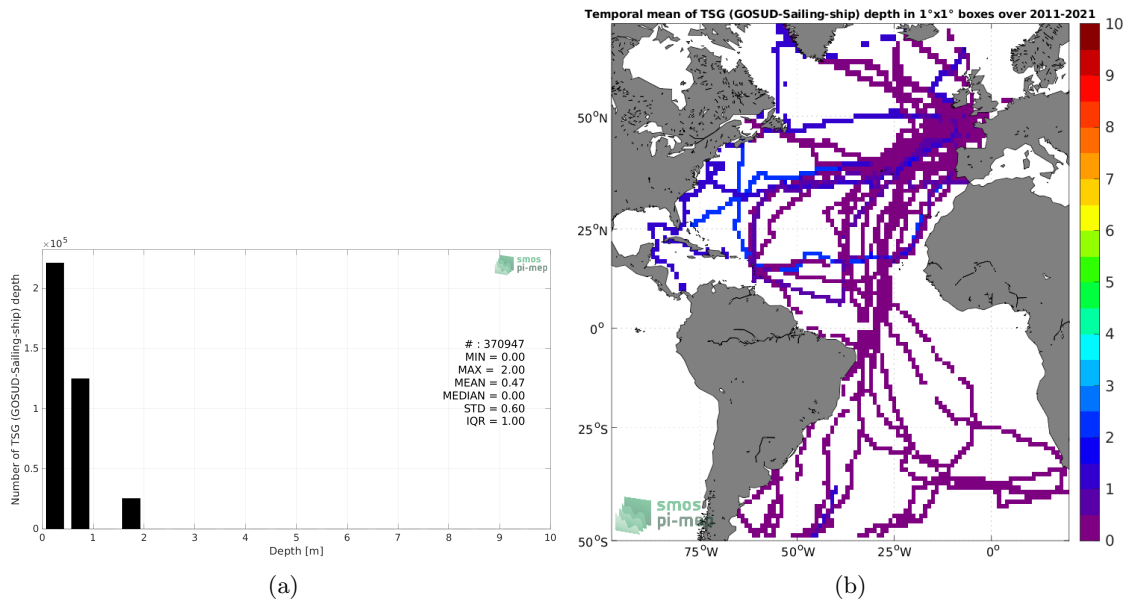 Temporal mean of TSG (GOSUD-Sailing-ship) depth in 1°x1° boxes over 2011-2021
×10⁵
2
1.5
1
0.5
0
Number of TSG (GOSUD-Sailing-ship) depth
smos
pi-mep
# : 370947
MIN = 0.00
MAX = 2.00
MEAN = 0.47
MEDIAN = 0.00
STD = 0.60
IQR = 1.00
0 1 2 3 4 5 6 7 8 9 10
Depth [m]
(a)
50°N
25°N
0°
25°S
50°S
75°W 50°W 25°W 0°
smos
pi-mep
10
9
8
7
6
5
4
3
2
1
0
(b)